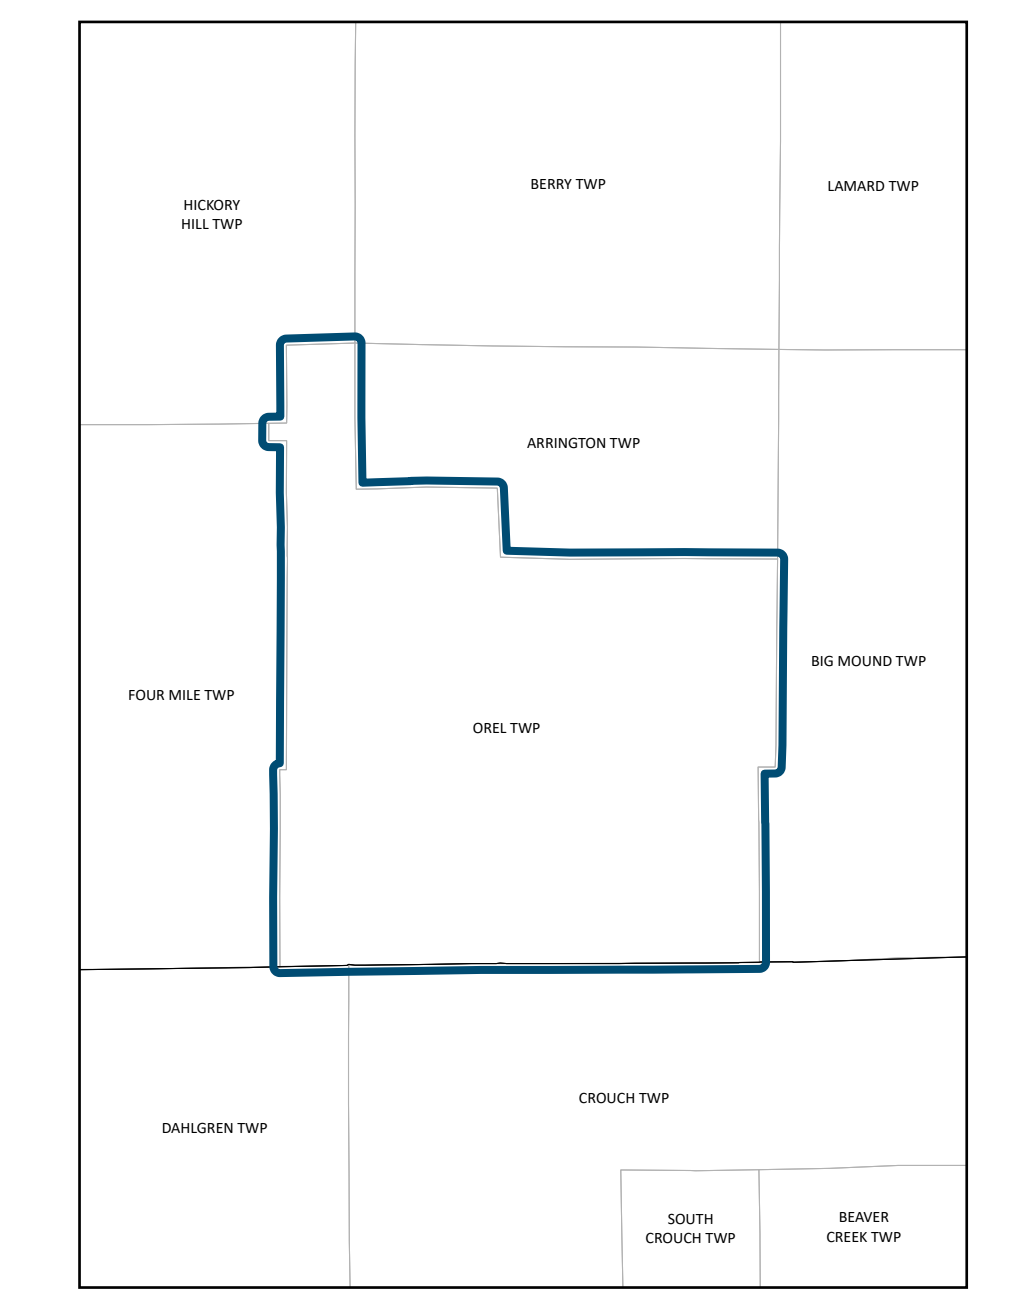 BERRY TWP
LAMARD TWP
HICKORY
HILL TWP
ARRINGTON TWP
BIG MOUND TWP
FOUR MILE TWP
OREL TWP
CROUCH TWP
DAHLGREN TWP
SOUTH
CROUCH TWP
BEAVER
CREEK TWP